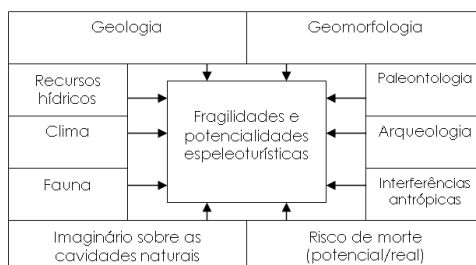 Geologia
Geomorfologia
Recursos
hídricos
Clima
Fauna
Fragilidades e
potencialidades
espeleoturísticas
Paleontologia
Arqueologia
Interferências
antrópicas
Imaginário sobre as
cavidades naturais
Risco de morte
(potencial/real)